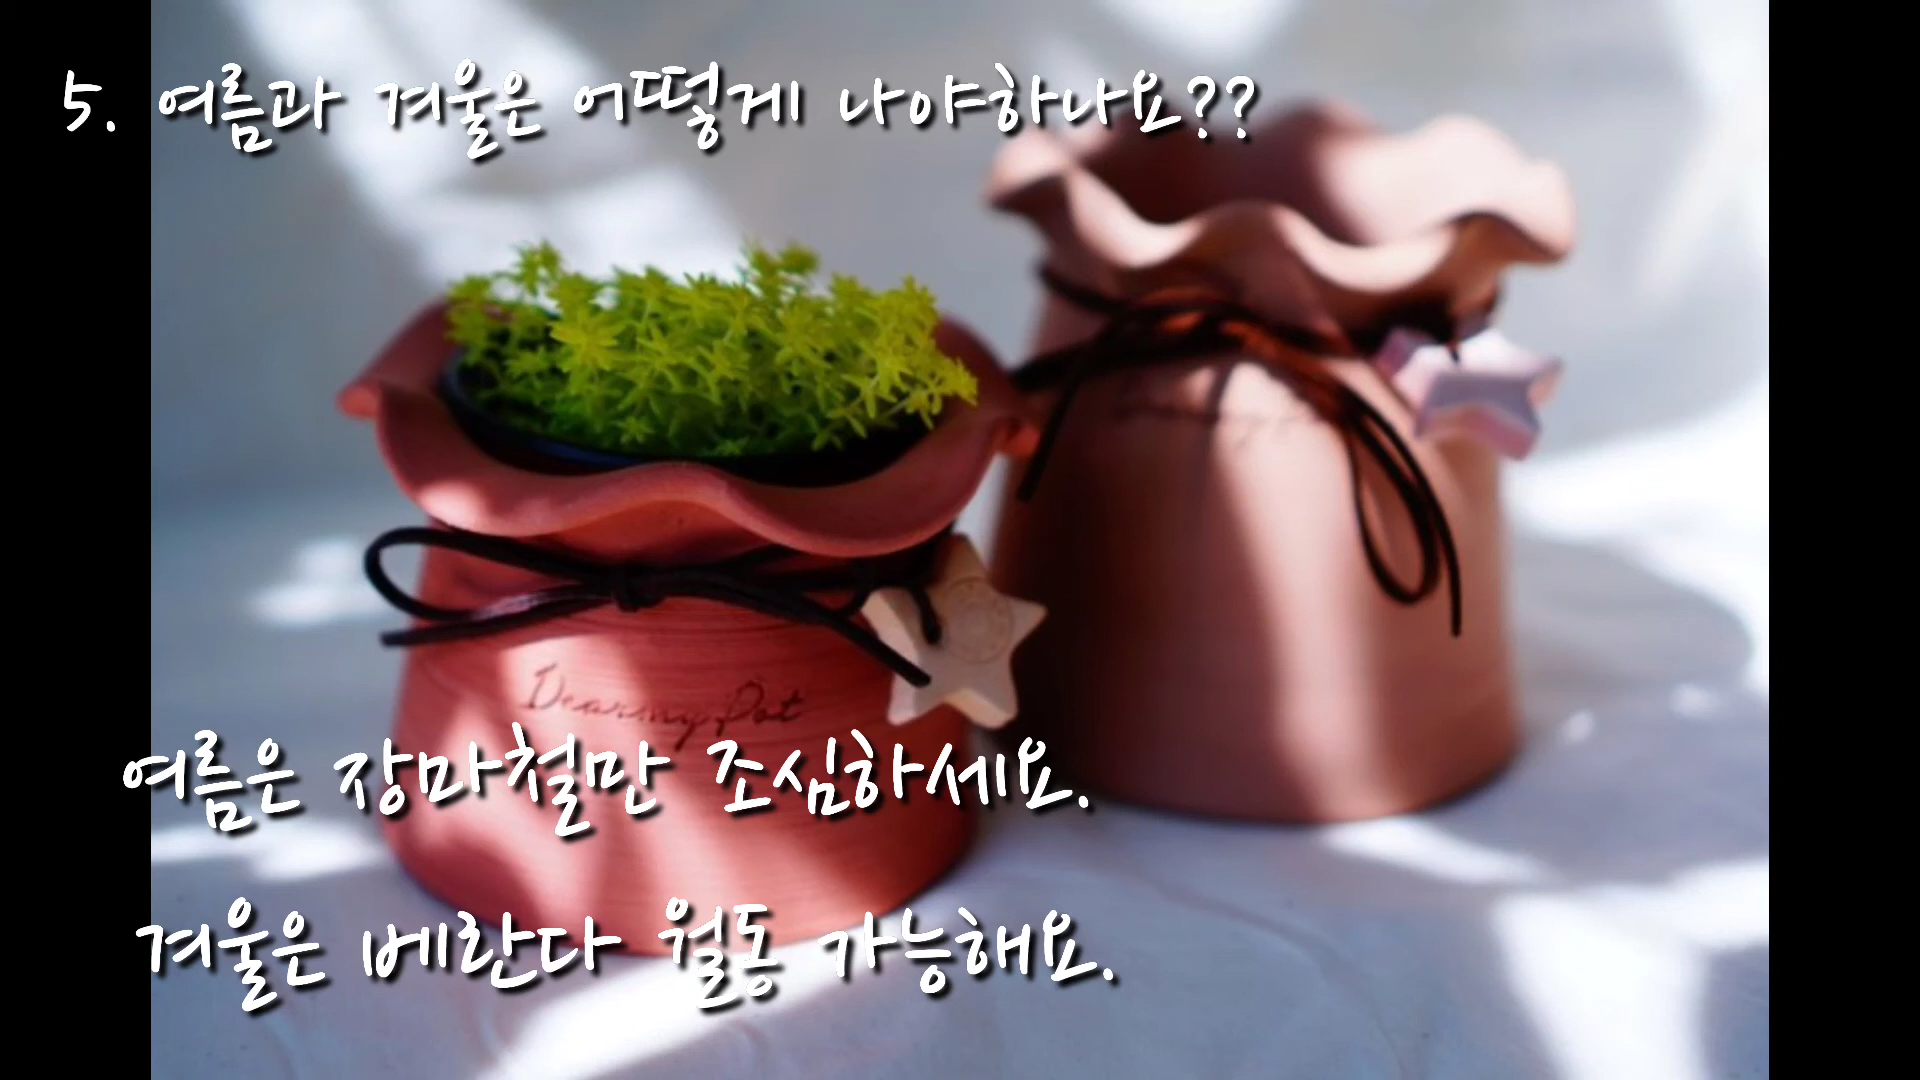 5. 여름과 겨울은 어떻게 나야하나요??
Dearmy.Pot
여름은 장마철만 조심하세요.
겨울은 베란다 월동 가능해요.